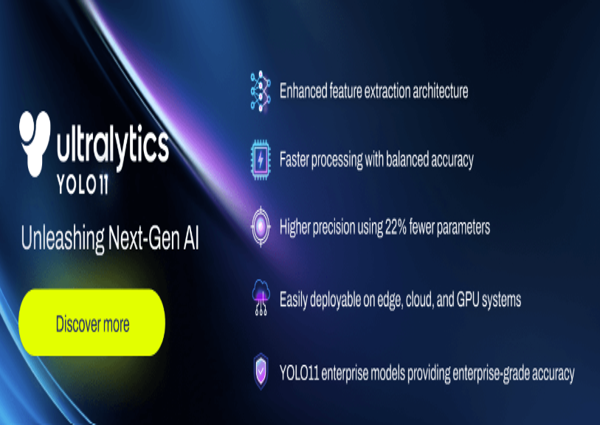 ultralytics
YOLO11
Unleashing Next-Gen AI
Discover more
Enhanced feature extraction architecture
Faster processing with balanced accuracy
Higher precision using 22% fewer parameters
Easily deployable on edge, cloud, and GPU systems
YOLO11 enterprise models providing enterprise-grade accuracy